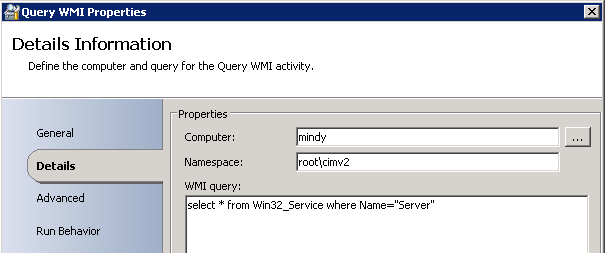 Query WMI Properties
Details Information
Define the computer and query for the Query WMI activity.
General
Details
Advanced
Run Behavior
Properties
Computer:
mindy
...
Namespace:
root\cimv2
WMI query:
select * from Win32_Service where Name="Server"